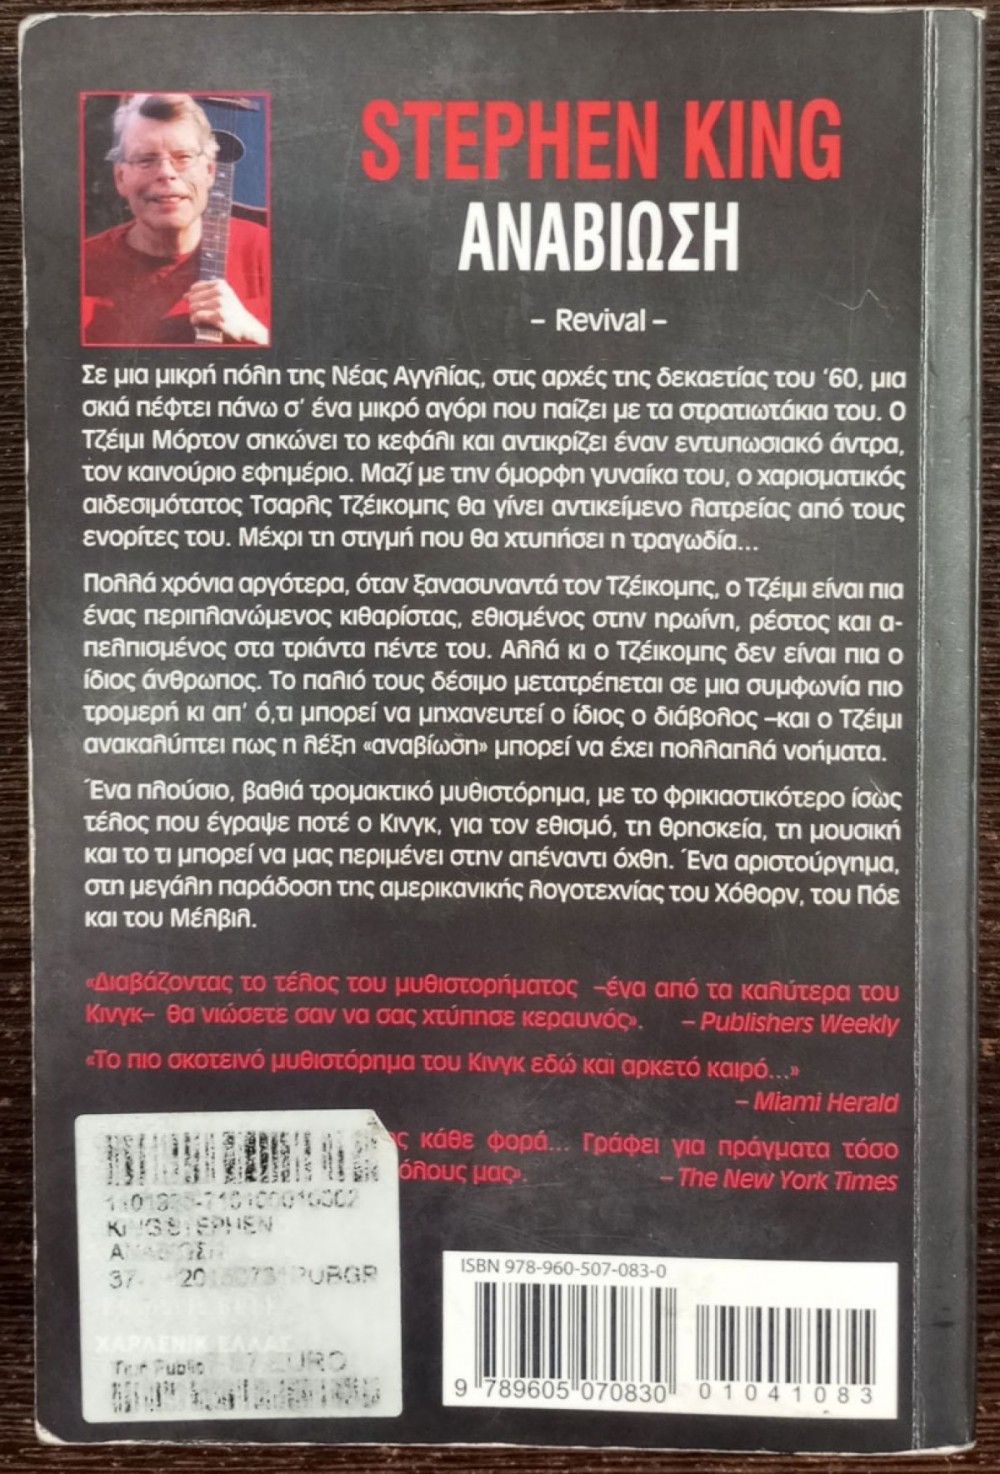 STEPHEN KING
ΑΝΑΒΙΩΣΗ
– Revival –
Σε μια μικρή πόλη της Νέας Αγγλίας, στις αρχές της δεκαετίας του ‘60, μια
σκιά πέφτει πάνω σ’ ένα μικρό αγόρι που παίζει με τα στρατιωτάκια του. Ο
Τζέιμι Μόρτον σηκώνει το κεφάλι και αντικρίζει έναν εντυπωσιακό άντρα,
τον καινούριο εφημέριο. Μαζί με την όμορφη γυναίκα του, ο χαρισματικός
αιδεσιμότατος Τσαρλς Τζέικομπς θα γίνει αντικείμενο λατρείας από τους
ενορίτες του. Μέχρι τη στιγμή που θα χτυπήσει η τραγωδία...
Πολλά χρόνια αργότερα, όταν ξανασυναντά τον Τζέικομπς, ο Τζέιμι είναι πια
ένας περιπλανώμενος κιθαρίστας, εθισμένος στην ηρωίνη, ρέστος και α-
πελπισμένος στα τριάντα πέντε του. Αλλά κι ο Τζέικομπς δεν είναι πια ο
ίδιος άνθρωπος. Το παλιό τους δέσιμο μετατρέπεται σε μια συμφωνία πιο
τρομερή κι απ’ ό,τι μπορεί να μηχανευτεί ο ίδιος ο διάβολος –και ο Τζέιμι
ανακαλύπτει πως η λέξη «αναβίωση» μπορεί να έχει πολλαπλά νοήματα.
Ένα πλούσιο, βαθιά τρομακτικό μυθιστόρημα, με το φρικιαστικότερο ίσως
τέλος που έγραψε ποτέ ο Κινγκ, για τον εθισμό, τη θρησκεία, τη μουσική
και το τι μπορεί να μας περιμένει στην απέναντι όχθη. Ένα αριστούργημα,
στη μεγάλη παράδοση της αμερικανικής λογοτεχνίας του Χόθορν, του Πόε
και του Μέλβιλ.
«Διαβάζοντας το τέλος του μυθιστορήματος –ένα από τα καλύτερα του
Κινγκ– θα νιώσετε σαν να σας χτύπησε κεραυνός». – Publishers Weekly
«Το πιο σκοτεινό μυθιστόρημα του Κινγκ εδώ και αρκετό καιρό...»
– Miami Herald
κάθε φορά... Γράφει για πράγματα τόσο
όλους μας». – The New York Times
KING STEPHEN
ΑΝΑΒΙΩΣΗ
ΧΑΡΛΕΝΙΚ ΕΛΛΑΣ
Τιμή Public
EURO
ISBN 978-960-507-083-0
9 789605 070830
01041083